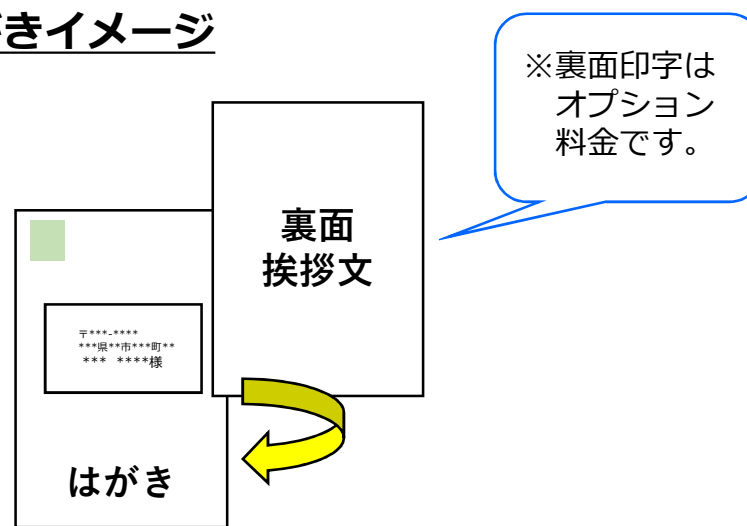 がきイメージ
※裏面印字は
オプション
料金です。
裏面
挨拶文
〒***-****
***県**市***町**
*** ****様
はがき